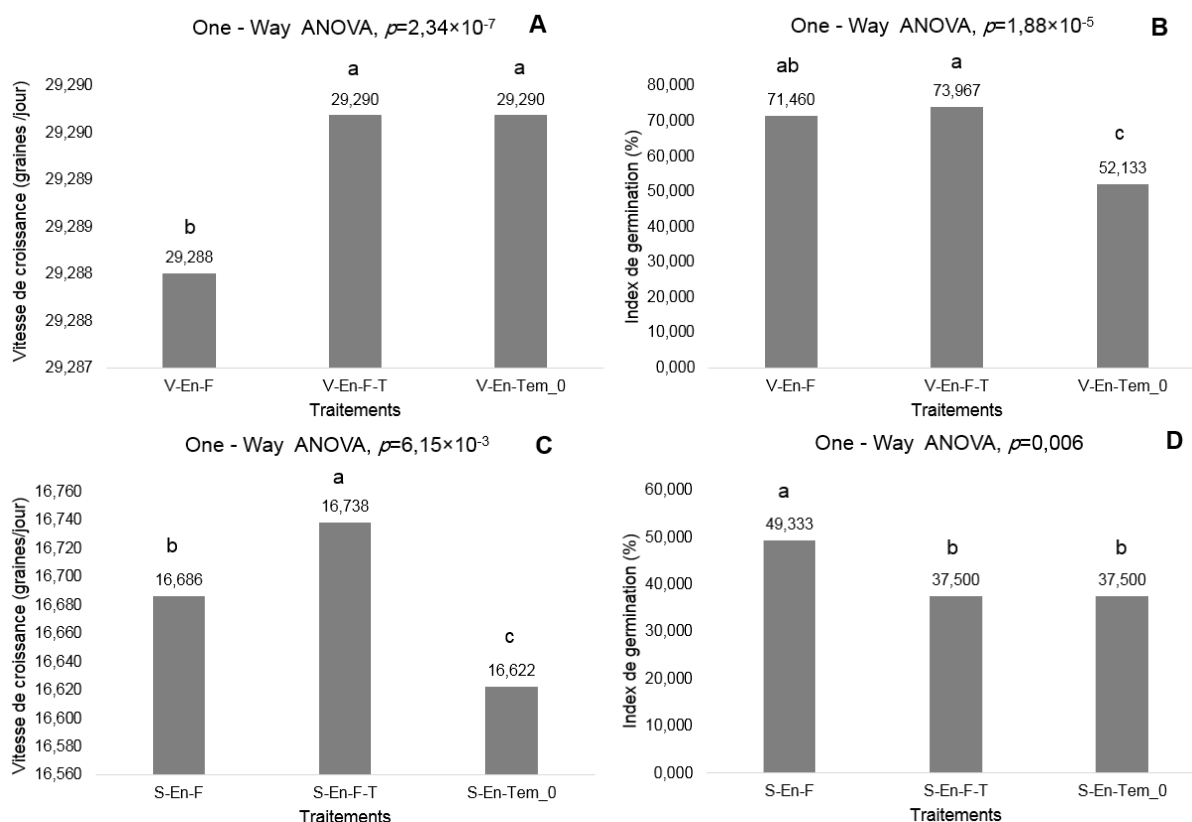 One - Way ANOVA, p=2,34×10⁻⁷
A
Vitesse de croissance (graines /jour)
29,290
29,290
29,289
29,289
29,288
29,288
29,287
b
a
a
29,288
29,290
29,290
V-En-F
V-En-F-T
V-En-Tem_0
Traitements
One - Way ANOVA, p=1,88×10⁻⁵
B
Index de germination (%)
80,000
70,000
60,000
50,000
40,000
30,000
20,000
10,000
0,000
ab
a
c
71,460
73,967
52,133
V-En-F
V-En-F-T
V-En-Tem_0
Traitements
One - Way ANOVA, p=6,15×10⁻³
C
Vitesse de croissance (graines/jour)
16,760
16,740
16,720
16,700
16,680
16,660
16,640
16,620
16,600
16,580
16,560
b
a
c
16,686
16,738
16,622
S-En-F
S-En-F-T
S-En-Tem_0
Traitements
One - Way ANOVA, p=0,006
D
Index de germination (%)
60,000
50,000
40,000
30,000
20,000
10,000
0,000
a
b
b
49,333
37,500
37,500
S-En-F
S-En-F-T
S-En-Tem_0
Traitements